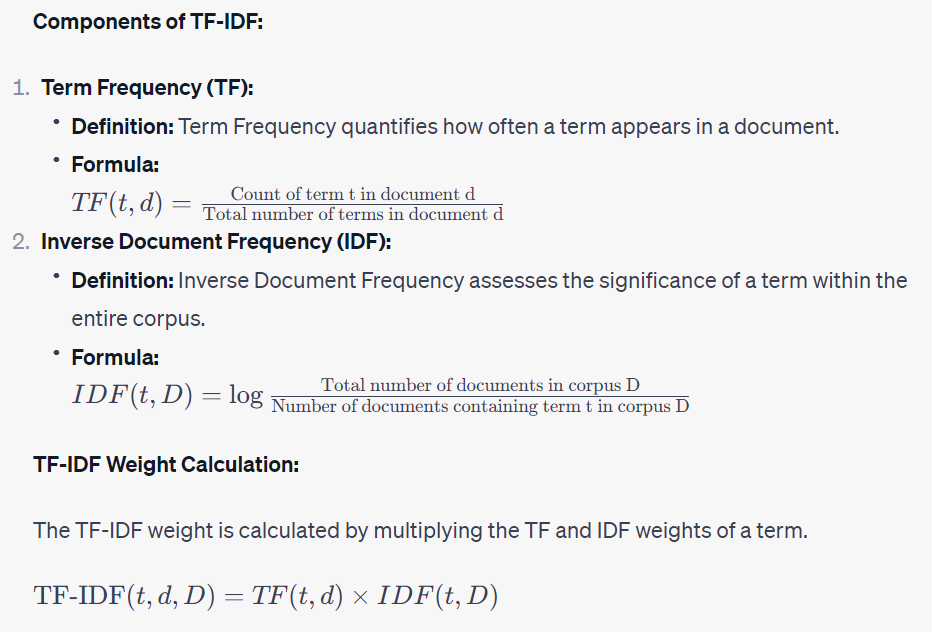 Components of TF-IDF:
1. Term Frequency (TF):
• Definition: Term Frequency quantifies how often a term appears in a document.
• Formula:
TF(t, d) = Count of term t in document d / Total number of terms in document d
2. Inverse Document Frequency (IDF):
• Definition: Inverse Document Frequency assesses the significance of a term within the
entire corpus.
• Formula:
IDF(t, D) = log Total number of documents in corpus D / Number of documents containing term t in corpus D
TF-IDF Weight Calculation:
The TF-IDF weight is calculated by multiplying the TF and IDF weights of a term.
TF-IDF(t, d, D) = TF(t, d) × IDF(t, D)